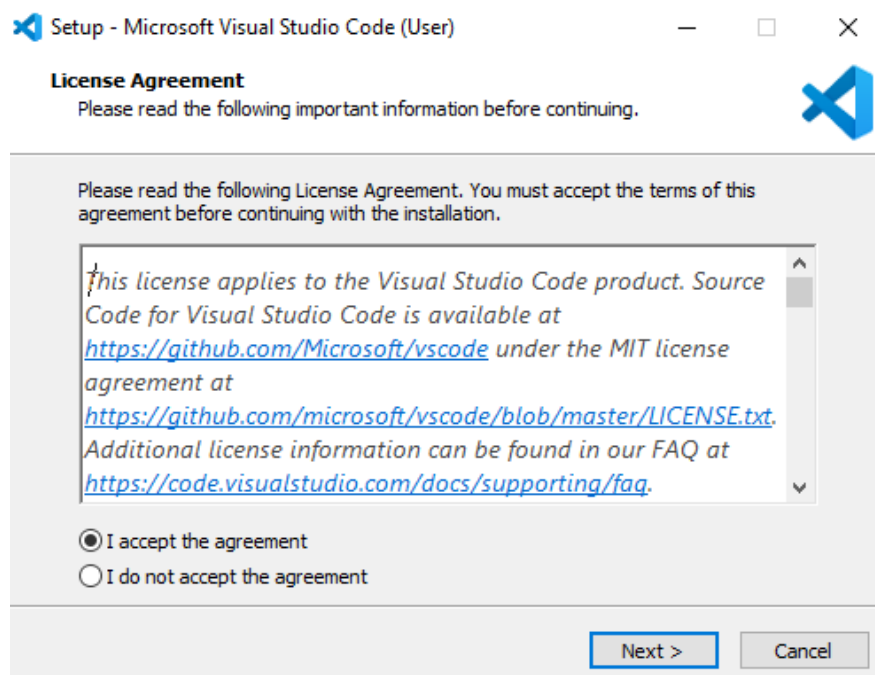 Setup - Microsoft Visual Studio Code (User)
License Agreement
Please read the following important information before continuing.
Please read the following License Agreement. You must accept the terms of this
agreement before continuing with the installation.
This license applies to the Visual Studio Code product. Source
Code for Visual Studio Code is available at
https://github.com/Microsoft/vscode under the MIT license
agreement at
https://github.com/microsoft/vscode/blob/master/LICENSE.txt.
Additional license information can be found in our FAQ at
https://code.visualstudio.com/docs/supporting/faq.
I accept the agreement
I do not accept the agreement
Next >
Cancel